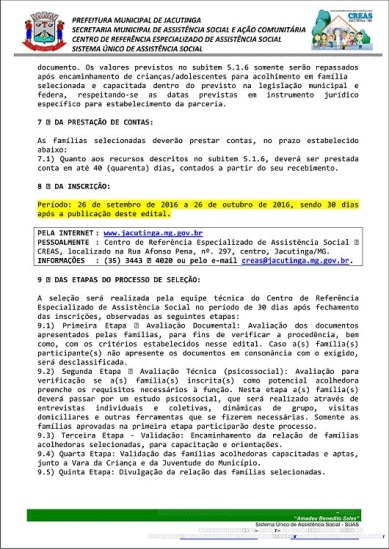 PREFEITURA MUNICIPAL DE JACUTINGA
SECRETARIA MUNICIPAL DE ASSISTÊNCIA SOCIAL E AÇÃO COMUNITÁRIA
CENTRO DE REFERÊNCIA ESPECIALIZADO DE ASSISTÊNCIA SOCIAL
SISTEMA ÚNICO DE ASSISTÊNCIA SOCIAL
CREAS
documento. Os valores previstos no subitem 5.1.6 somente serão repassados
após encaminhamento de crianças/adolescentes para acolhimento em família
selecionada e capacitada dentro do previsto na legislação municipal e
federa, respeitando-se as datas previstas em instrumento jurídico
específico para estabelecimento da parceria.
7 � DA PRESTAÇÃO DE CONTAS:
As famílias selecionadas deverão prestar contas, no prazo estabelecido
abaixo:
7.1) Quanto aos recursos descritos no subitem 5.1.6, deverá ser prestada
conta em até 40 (quarenta) dias, contados a partir do seu recebimento.
8 � DA INSCRIÇÃO:
Período: 26 de setembro de 2016 a 26 de outubro de 2016, sendo 30 dias
após a publicação deste edital.
PELA INTERNET: www.jacutinga.mg.gov.br
PESSOALMENTE : Centro de Referência Especializado de Assistência Social �
CREAS, localizado na Rua Afonso Pena, nº. 297, centro, Jacutinga/MG.
INFORMAÇÕES : (35) 3443 � 4020 ou pelo e-mail creas@jacutinga.mg.gov.br.
9 � DAS ETAPAS DO PROCESSO DE SELEÇÃO:
A seleção será realizada pela equipe técnica do Centro de Referência
Especializado de Assistência Social no período de 30 dias após fechamento
das inscrições, observadas as seguintes etapas:
9.1) Primeira Etapa � Avaliação Documental: Avaliação dos documentos
apresentados pelas famílias, para fins de verificar a procedência, bem
como, com os critérios estabelecidos nesse edital. Caso a(s) família(s)
participante(s) não apresente os documentos em consonância com o exigido,
será desclassificada.
9.2) Segunda Etapa � Avaliação Técnica (psicossocial): Avaliação para
verificação se a(s) família(s) inscrita(s) como potencial acolhedora
preenche os requisitos necessários à função. Nesta etapa a(s) família(s)
deverá passar por um estudo psicossocial, que será realizado através de
entrevistas individuais e coletivas, dinâmicas de grupo, visitas
domiciliares e outras ferramentas que se fizerem necessárias. Somente as
famílias aprovadas na primeira etapa participarão deste processo.
9.3) Terceira Etapa - Validação: Encaminhamento da relação de famílias
acolhedoras selecionadas, para capacitação e orientações.
9.4) Quarta Etapa: Validação das famílias acolhedoras capacitadas e aptas,
junto a Vara da Criança e da Juventude do Município.
9.5) Quinta Etapa: Divulgação da relação das famílias selecionadas.
"Amadeu Benedito Sales"
Sistema Único de Assistência Social - SUAS